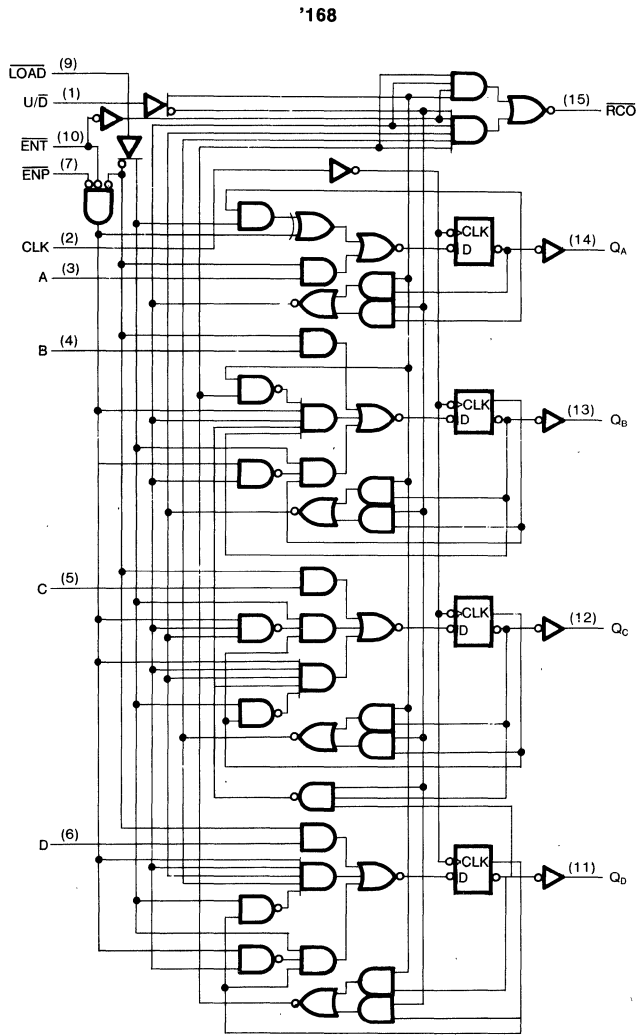 '168
LOAD (9)
U/D (1)
ENT (10)
ENP (7)
CLK (2)
A (3)
B (4)
C (5)
D (6)
(15) RCO
CLK
D
(14) QA
CLK
D
(13) QB
CLK
D
(12) QC
CLK
D
(11) QD